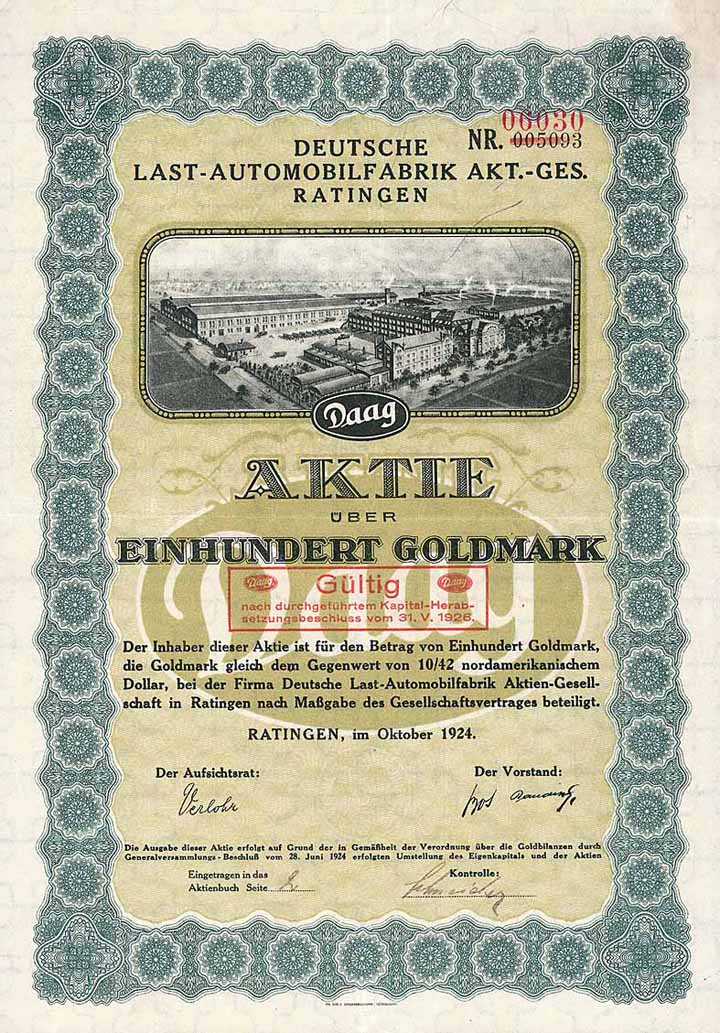 06030
NR. 005093
DEUTSCHE
LAST-AUTOMOBILFABRIK AKT.-GES.
RATINGEN
Daag
AKTIE
ÜBER
EINHUNDERT GOLDMARK
Daag Gültig Daag
nach durchgeführtem Kapital-Herab-
setzungsbeschluss vom 31. V. 1926.
Daag
Der Inhaber dieser Aktie ist für den Betrag von Einhundert Goldmark,
die Goldmark gleich dem Gegenwert von 10/42 nordamerikanischem
Dollar, bei der Firma Deutsche Last-Automobilfabrik Aktien-Gesell-
schaft in Ratingen nach Maßgabe des Gesellschaftsvertrages beteiligt.
RATINGEN, im Oktober 1924.
Der Aufsichtsrat: Der Vorstand:
Verlohr
Die Ausgabe dieser Aktie erfolgt auf Grund der in Gemäßheit der Verordnung über die Goldbilanzen durch
Generalversammlungs-Beschluß vom 28. Juni 1924 erfolgten Umstellung des Eigenkapitals und der Aktien
Eingetragen in das Kontrolle:
Aktienbuch Seite 2